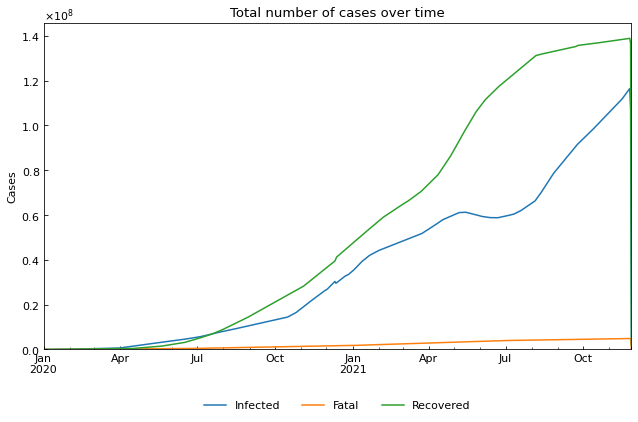 Total number of cases over time
×10⁸
1.4
1.2
1.0
0.8
0.6
0.4
0.2
0.0
Cases
Jan Apr Jul Oct Jan Apr Jul Oct
2020 2021
Infected Fatal Recovered